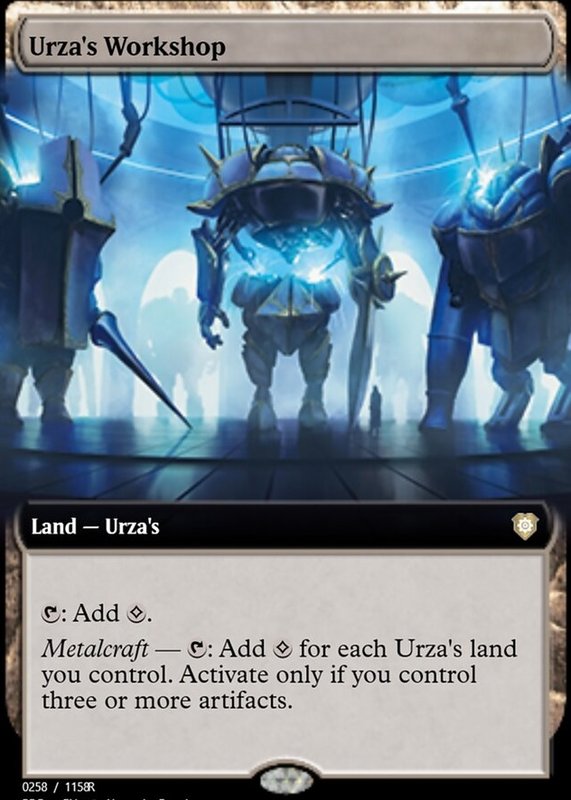 Urza's Workshop
Land — Urza's
: Add .
Metalcraft — : Add for each Urza's land
you control. Activate only if you control
three or more artifacts.
0258 / 1158R